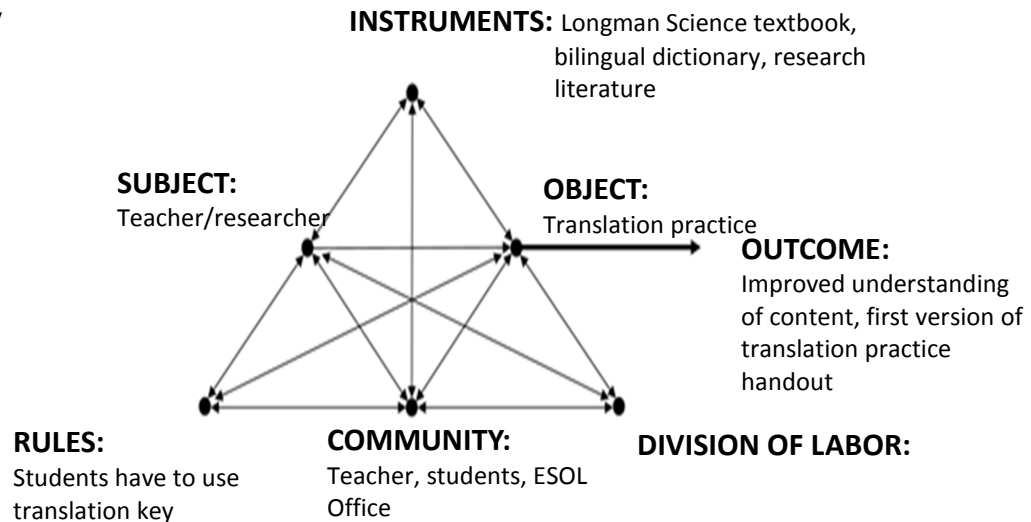 INSTRUMENTS: Longman Science textbook,
bilingual dictionary, research
literature
SUBJECT:
Teacher/researcher
OBJECT:
Translation practice
OUTCOME:
Improved understanding
of content, first version of
translation practice
handout
RULES:
Students have to use
translation key
COMMUNITY:
Teacher, students, ESOL
Office
DIVISION OF LABOR: